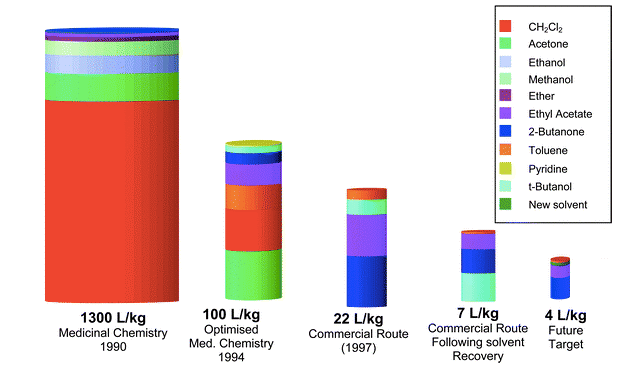 CH₂Cl₂
Acetone
Ethanol
Methanol
Ether
Ethyl Acetate
2-Butanone
Toluene
Pyridine
t-Butanol
New solvent
1300 L/kg
Medicinal Chemistry
1990
100 L/kg
Optimised
Med. Chemistry
1994
22 L/kg
Commercial Route
(1997)
7 L/kg
Commercial Route
Following solvent
Recovery
4 L/kg
Future
Target